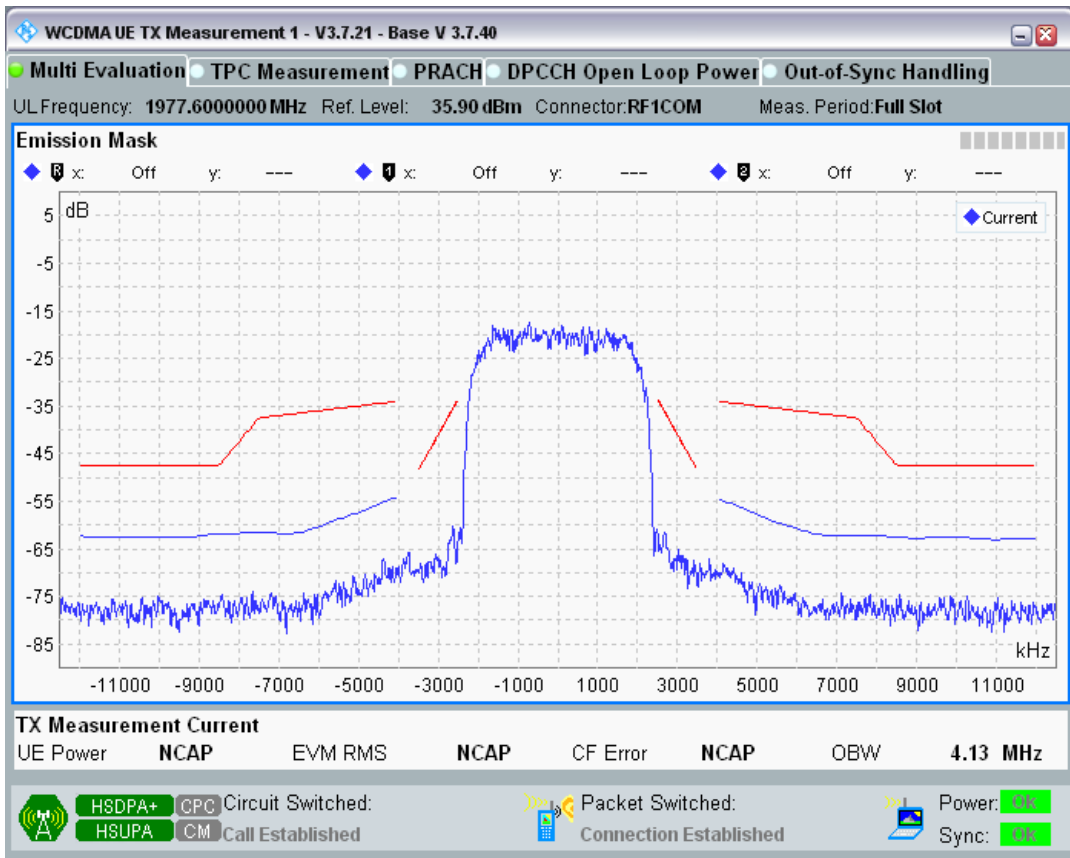 WCDMA UE TX Measurement 1 - V3.7.21 - Base V 3.7.40
Multi Evaluation TPC Measurement PRACH DPCCH Open Loop Power Out-of-Sync Handling
UL Frequency: 1977.6000000 MHz Ref. Level: 35.90 dBm Connector:RF1COM Meas. Period:Full Slot
Emission Mask
R x: Off y: --- 1 x: Off y: --- 2 x: Off y: ---
5 dB
Current
-5
-15
-25
-35
-45
-55
-65
-75
-85
kHz
-11000 -9000 -7000 -5000 -3000 -1000 1000 3000 5000 7000 9000 11000
TX Measurement Current
UE Power NCAP EVM RMS NCAP CF Error NCAP OBW 4.13 MHz
HSDPA+ CPC Circuit Switched: Packet Switched: Power: Ok
HSUPA CM Call Established Connection Established Sync: Ok